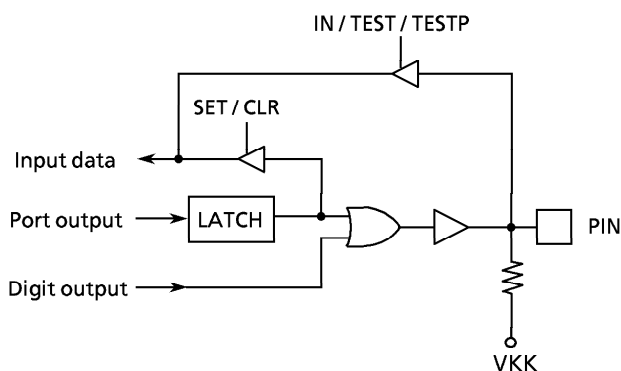 IN / TEST / TESTP
SET / CLR
Input data
Port output
LATCH
PIN
Digit output
VKK